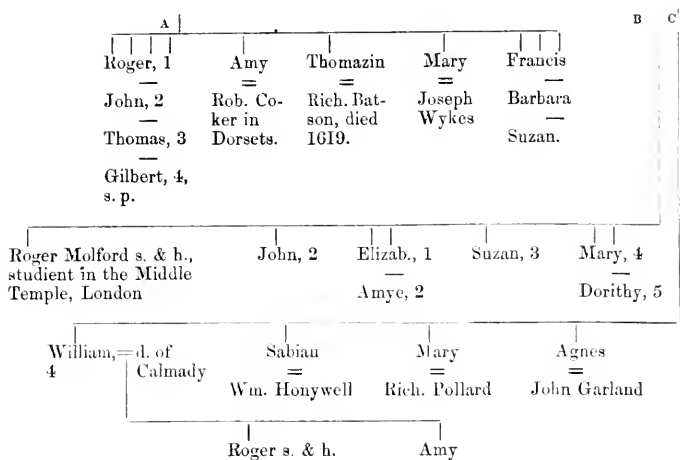 A B C
Roger, 1 Amy Thomazin Mary Francis
John, 2 Rob. Co- Rich. Bat- Joseph Barbara
ker in son, died Wykes
Thomas, 3 Dorsets. 1619. Suzan.
Gilbert, 4,
s. p.
Roger Molford s. & h., John, 2 Elizab., 1 Suzan, 3 Mary, 4
studient in the Middle
Temple, London Amye, 2 Dorithy, 5
William, = d. of Sabian Mary Agnes
4 Calmady = = =
Wm. Honywell Rich. Pollard John Garland
Roger s. & h. Amy